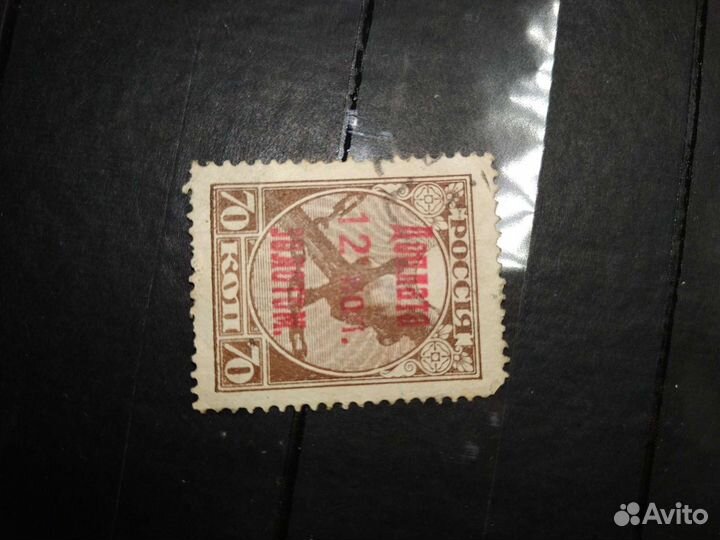 РОССІЯ
Доплата
12 коп.
золотом.
70 КОП 70
Avito